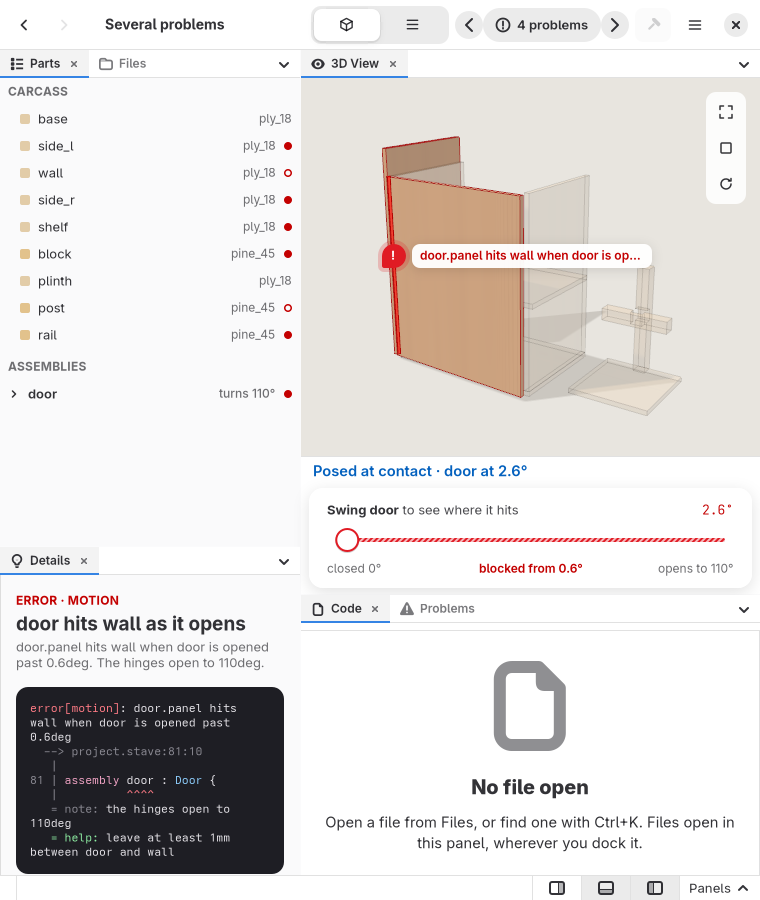 Several problems
4 problems
Parts
Files
3D View
CARCASS
base ply_18
side_l ply_18
wall ply_18
side_r ply_18
shelf ply_18
block pine_45
plinth ply_18
post pine_45
rail pine_45
ASSEMBLIES
door turns 110°
! door.panel hits wall when door is op...
Posed at contact · door at 2.6°
Swing door to see where it hits 2.6°
closed 0° blocked from 0.6° opens to 110°
Details
ERROR · MOTION
door hits wall as it opens
door.panel hits wall when door is opened
past 0.6deg. The hinges open to 110deg.
error[motion]: door.panel hits
wall when door is opened past
0.6deg
--> project.stave:81:10
|
81 | assembly door : Door {
| ^^^^
= note: the hinges open to
110deg
= help: leave at least 1mm
between door and wall
Code
Problems
No file open
Open a file from Files, or find one with Ctrl+K. Files open in
this panel, wherever you dock it.
Panels